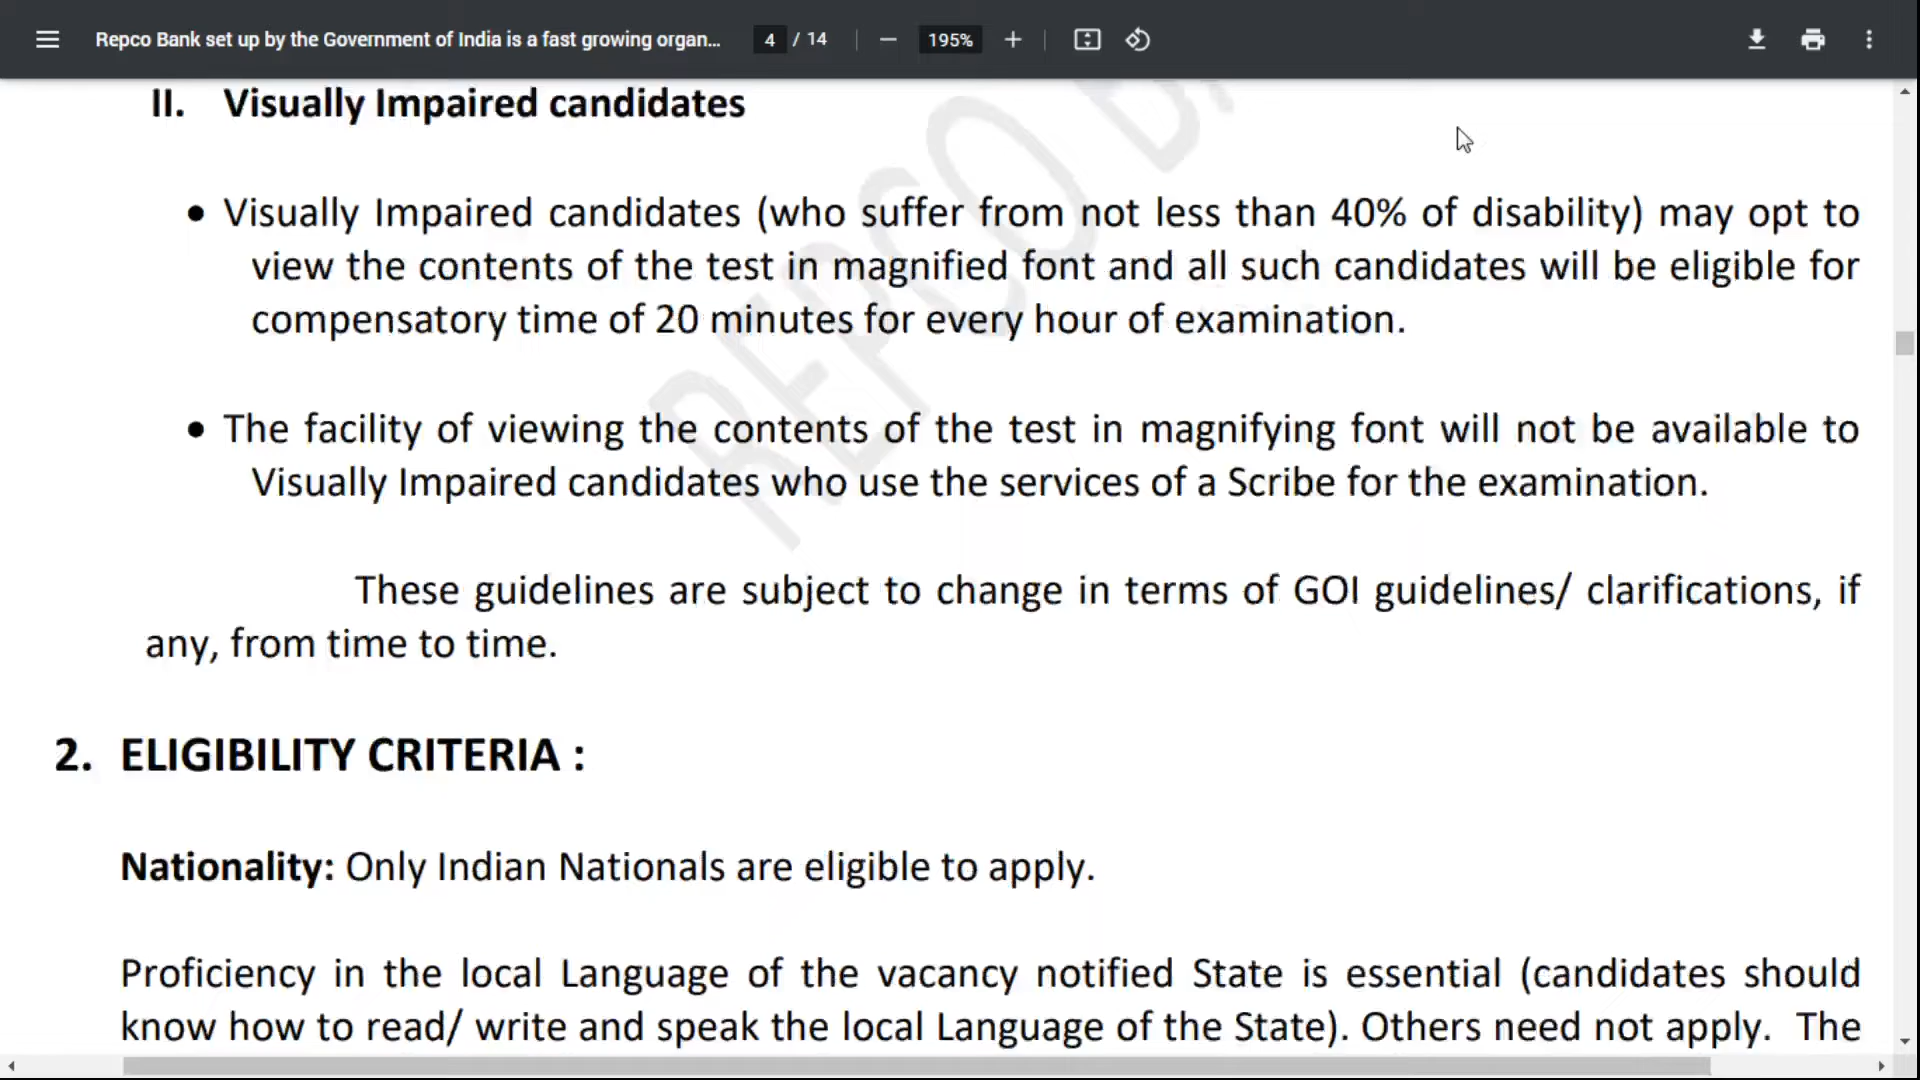 Repco Bank set up by the Government of India is a fast growing organ...
4 / 14
195%
II. Visually Impaired candidates
• Visually Impaired candidates (who suffer from not less than 40% of disability) may opt to
view the contents of the test in magnified font and all such candidates will be eligible for
compensatory time of 20 minutes for every hour of examination.
• The facility of viewing the contents of the test in magnifying font will not be available to
Visually Impaired candidates who use the services of a Scribe for the examination.
These guidelines are subject to change in terms of GOI guidelines/ clarifications, if
any, from time to time.
2. ELIGIBILITY CRITERIA :
Nationality: Only Indian Nationals are eligible to apply.
Proficiency in the local Language of the vacancy notified State is essential (candidates should
know how to read/ write and speak the local Language of the State). Others need not apply. The
REPCO